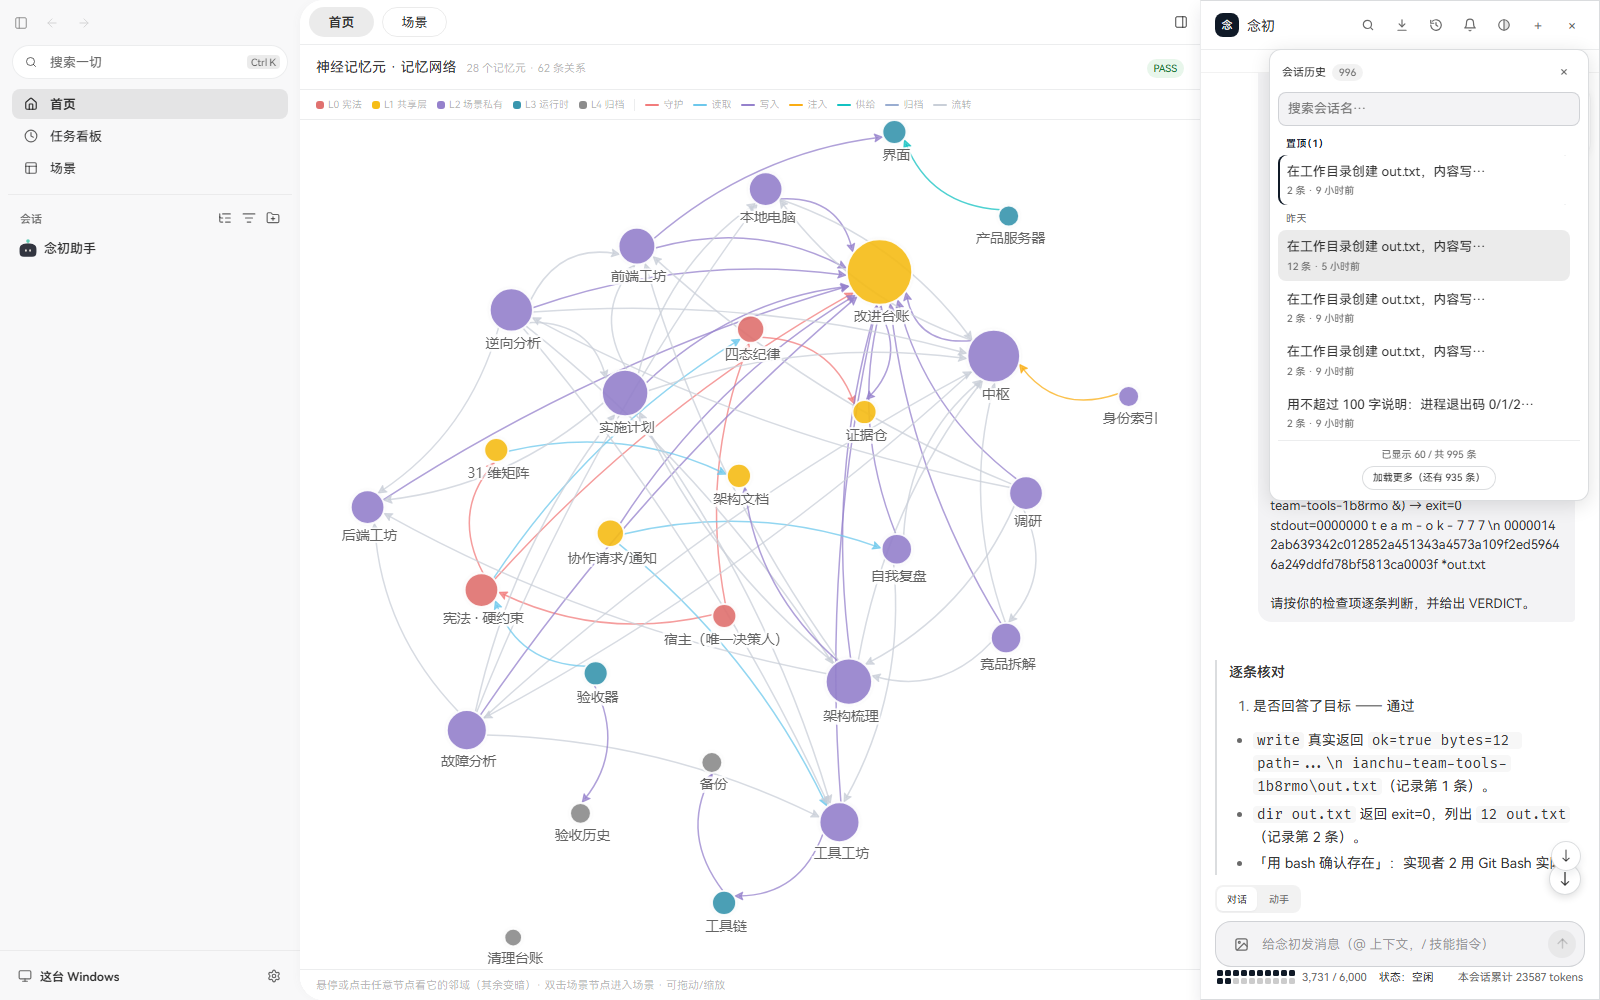 搜索一切
Ctrl K
首页
任务看板
场景
会话
念初助手
这台 Windows
首页
场景
神经记忆元 · 记忆网络
28 个记忆元 · 62 条关系
PASS
L0 宪法
L1 共享层
L2 场景私有
L3 运行时
L4 归档
守护
读取
写入
注入
供给
归档
流转
界面
本地电脑
产品服务器
前端工坊
改进台账
逆向分析
四态纪律
中枢
身份索引
实施计划
证据仓
31 维矩阵
架构文档
调研
后端工坊
协作请求/通知
自我复盘
宪法 · 硬约束
宿主（唯一决策人）
竞品拆解
验收器
架构梳理
故障分析
备份
验收历史
工具工坊
工具链
清理台账
悬停或点击任意节点看它的邻域（其余变暗） · 双击场景节点进入场景 · 可拖动/缩放
念
念初
会话历史
996
搜索会话名…
置顶(1)
在工作目录创建 out.txt，内容写…
2 条 · 9 小时前
昨天
在工作目录创建 out.txt，内容写…
12 条 · 5 小时前
在工作目录创建 out.txt，内容写…
2 条 · 9 小时前
在工作目录创建 out.txt，内容写…
2 条 · 9 小时前
用不超过 100 字说明：进程退出码 0/1/2…
2 条 · 9 小时前
已显示 60 / 共 995 条
加载更多（还有 935 条）
team-tools-1b8rmo &) → exit=0
stdout=0000000 t e a m - o k - 7 7 7 \n 0000014
2ab639342c012852a451343a4573a109f2ed5964
6a249ddfd78bf5813ca0003f *out.txt
请按你的检查项逐条判断，并给出 VERDICT。
逐条核对
1. 是否回答了目标 —— 通过
write 真实返回 ok=true bytes=12
path=...\n ianchu-team-tools-
1b8rmo\out.txt（记录第 1 条）。
dir out.txt 返回 exit=0，列出 12 out.txt
（记录第 2 条）。
「用 bash 确认存在」：实现者 2 用 Git Bash 实
对话
动手
给念初发消息（@ 上下文，/ 技能指令）
3,731 / 6,000
状态：空闲
本会话累计 23587 tokens